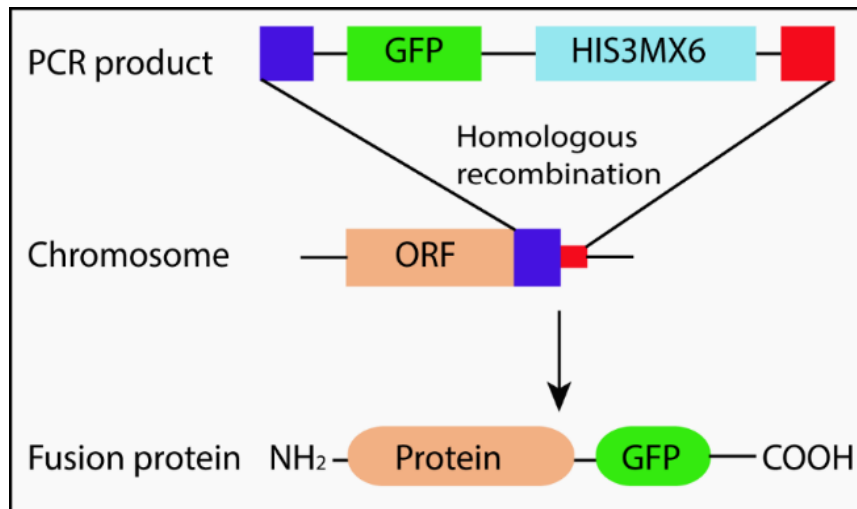 PCR product GFP HIS3MX6
Homologous
recombination
Chromosome ORF
Fusion protein NH₂ Protein GFP COOH